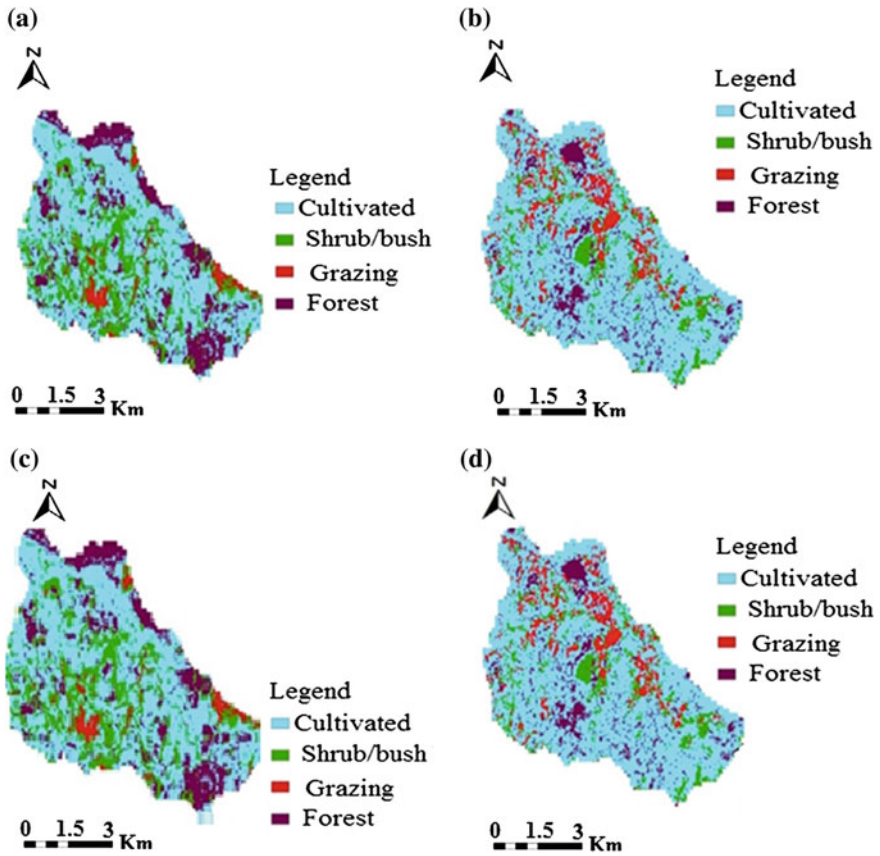 (a)
N
Legend
Cultivated
Shrub/bush
Grazing
Forest
0 1.5 3 Km
(b)
N
Legend
Cultivated
Shrub/bush
Grazing
Forest
0 1.5 3 Km
(c)
N
Legend
Cultivated
Shrub/bush
Grazing
Forest
0 1.5 3 Km
(d)
N
Legend
Cultivated
Shrub/bush
Grazing
Forest
0 1.5 3 Km